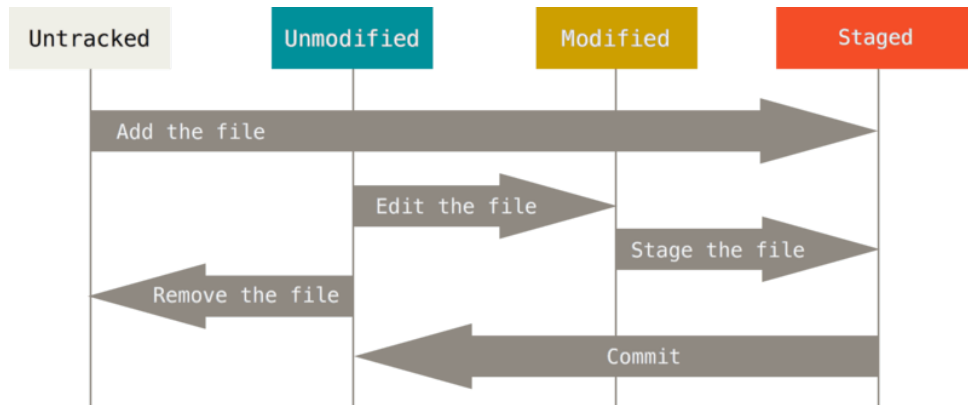 Untracked
Unmodified
Modified
Staged
Add the file
Edit the file
Stage the file
Remove the file
Commit